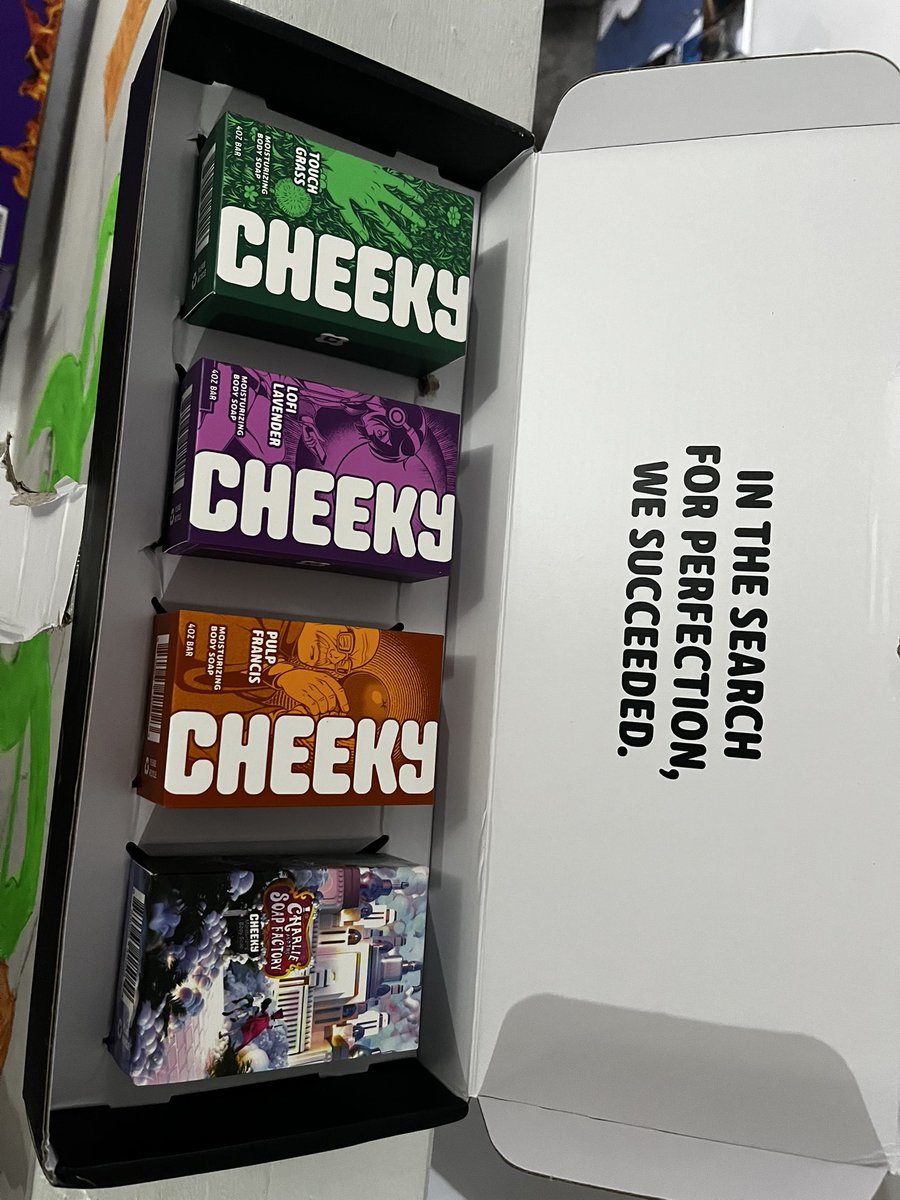 TOUCH
GRASS
MOISTURIZING
BODY SOAP
4OZ BAR
CHEEKY
LOFI
LAVENDER
MOISTURIZING
BODY SOAP
4OZ BAR
CHEEKY
PULP
FRANCIS
MOISTURIZING
BODY SOAP
4OZ BAR
CHEEKY
CHARLIE
SOAP FACTORY
CHEEKY
IN THE SEARCH
FOR PERFECTION,
WE SUCCEEDED.